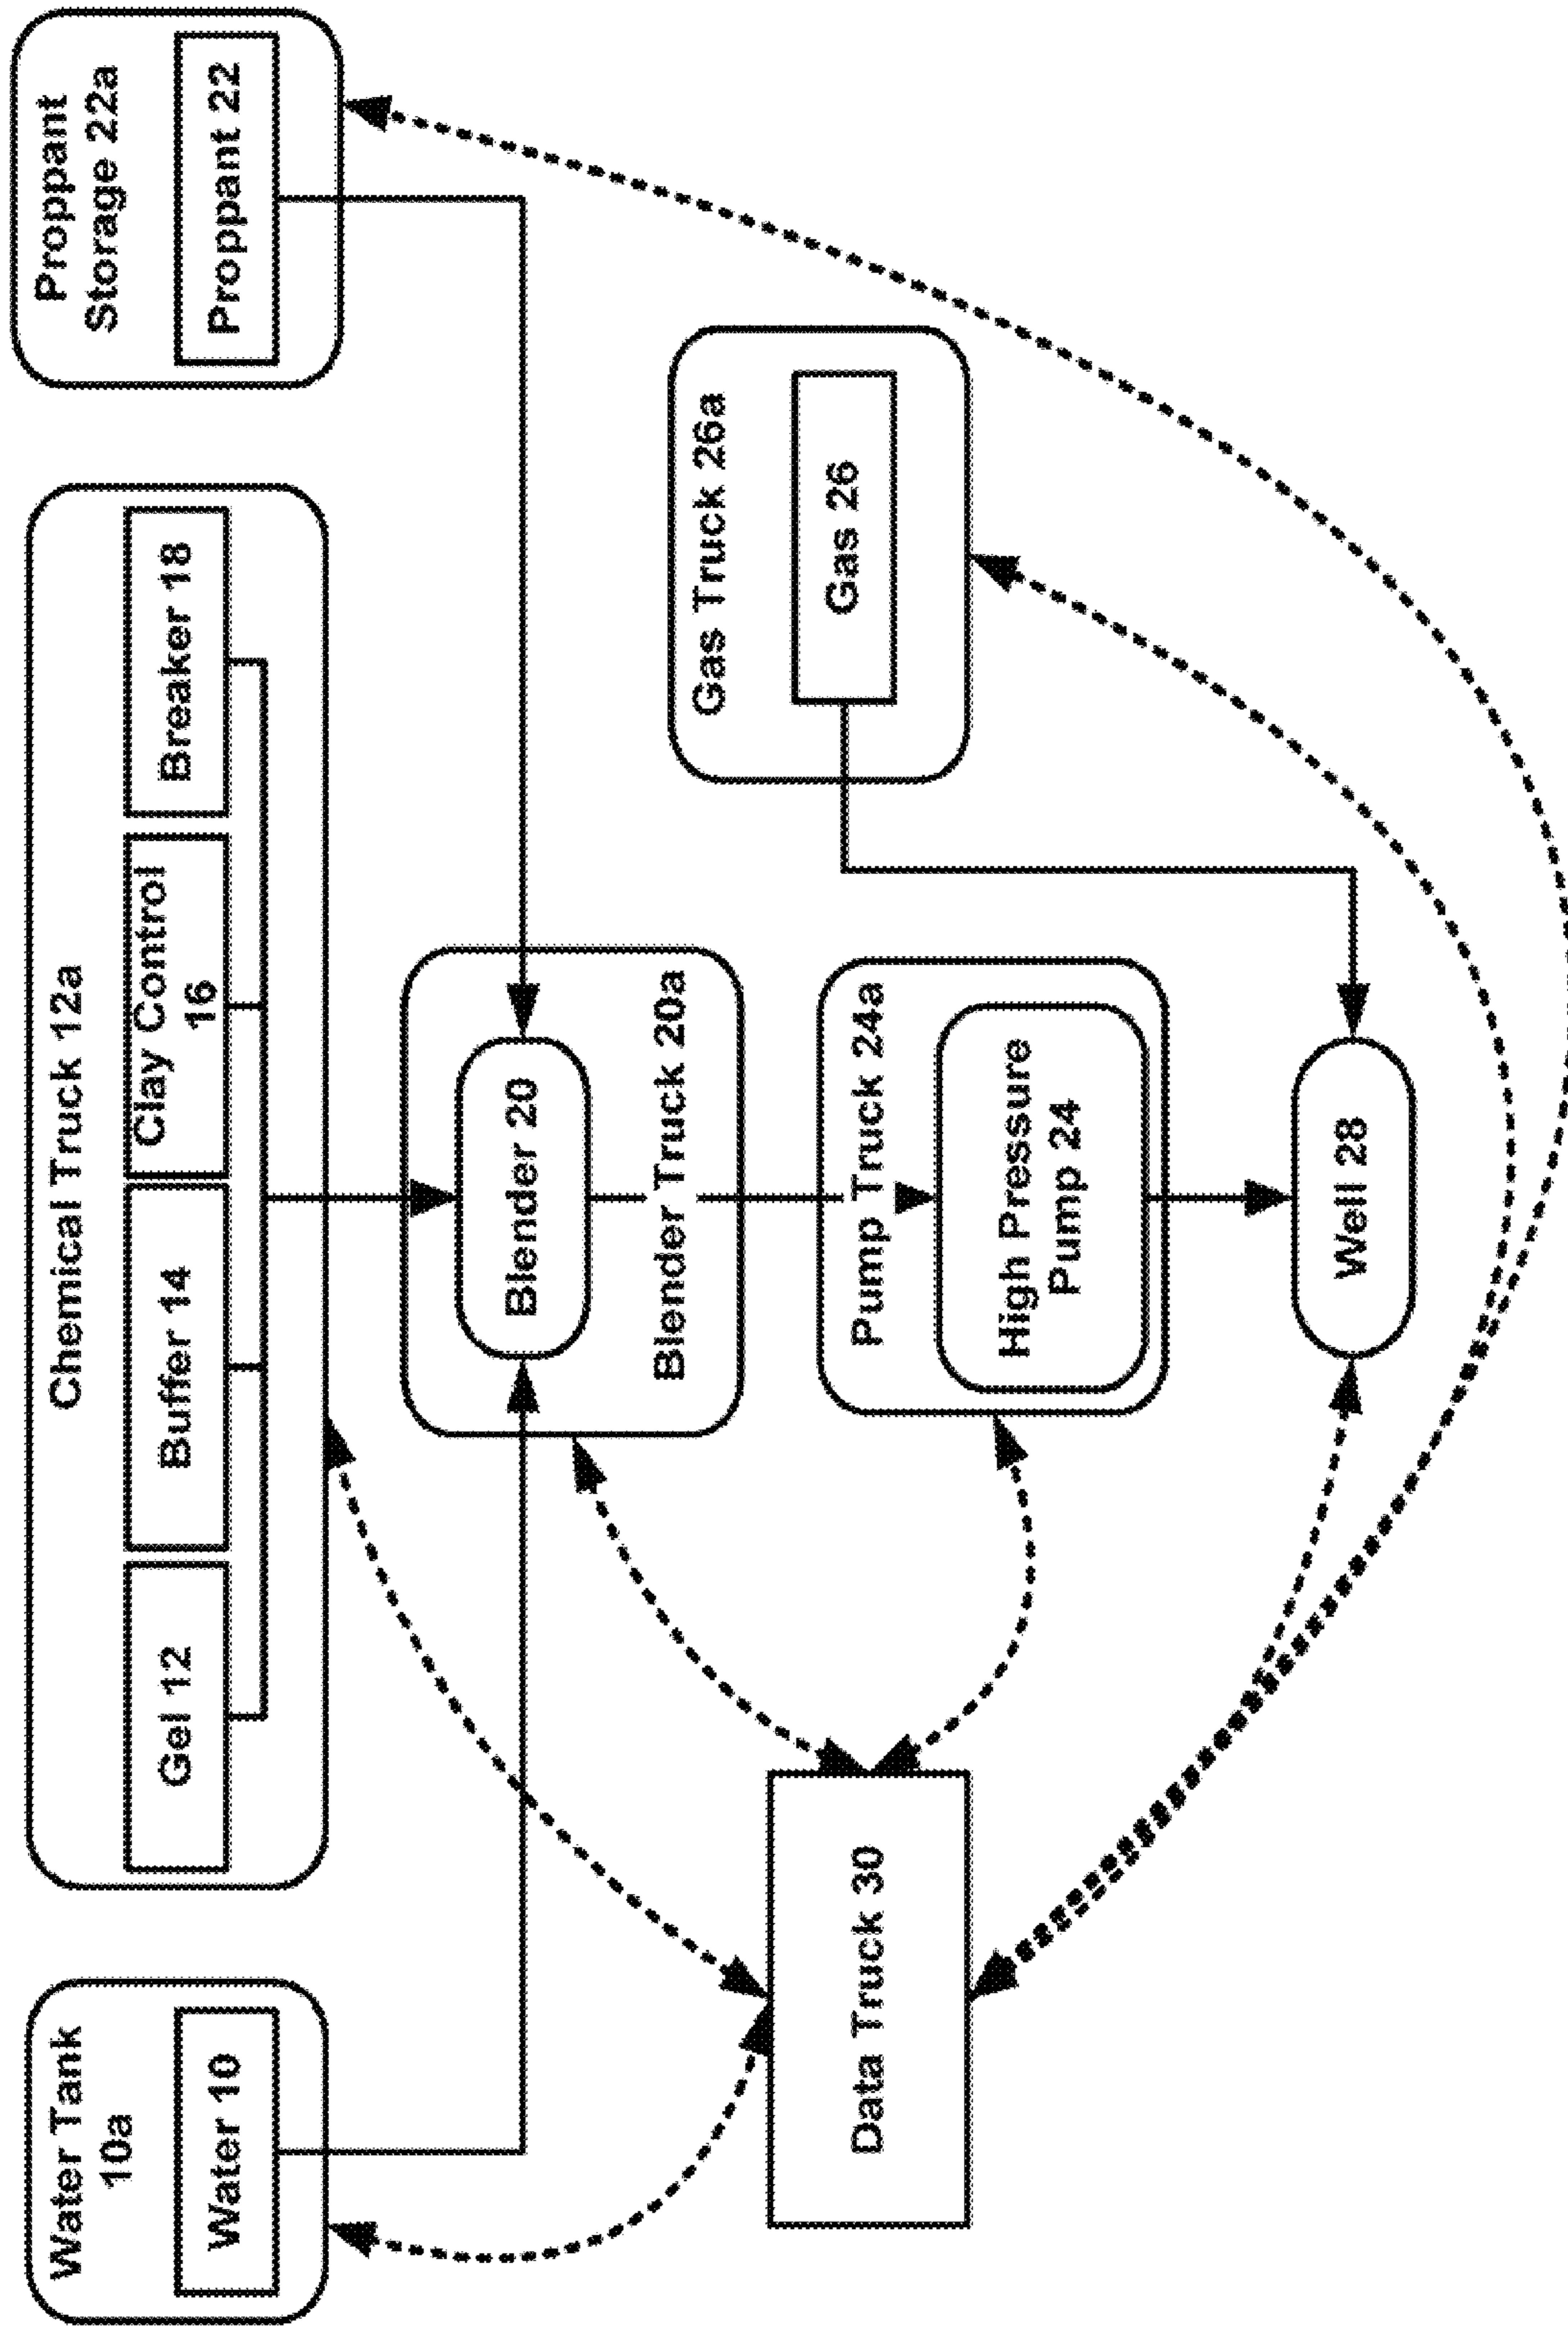 Water Tank
10a
Water 10
Chemical Truck 12a
Gel 12
Buffer 14
Clay Control
16
Breaker 18
Proppant
Storage 22a
Proppant 22
Blender 20
Blender Truck 20a
Gas Truck 26a
Gas 26
Pump Truck 24a
High Pressure
Pump 24
Data Truck 30
Well 28